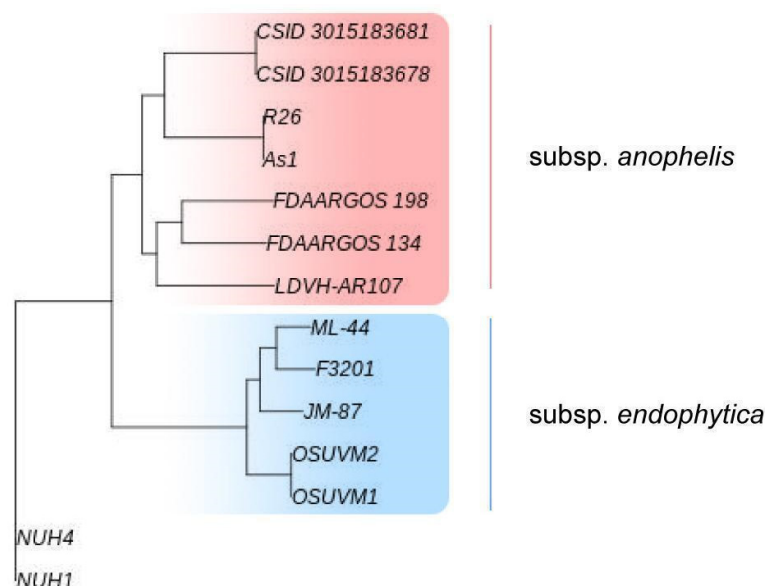 CSID 3015183681
CSID 3015183678
R26
As1
subsp. anophelis
FDAARGOS 198
FDAARGOS 134
LDVH-AR107
ML-44
F3201
JM-87
subsp. endophytica
OSUVM2
OSUVM1
NUH4
NUH1